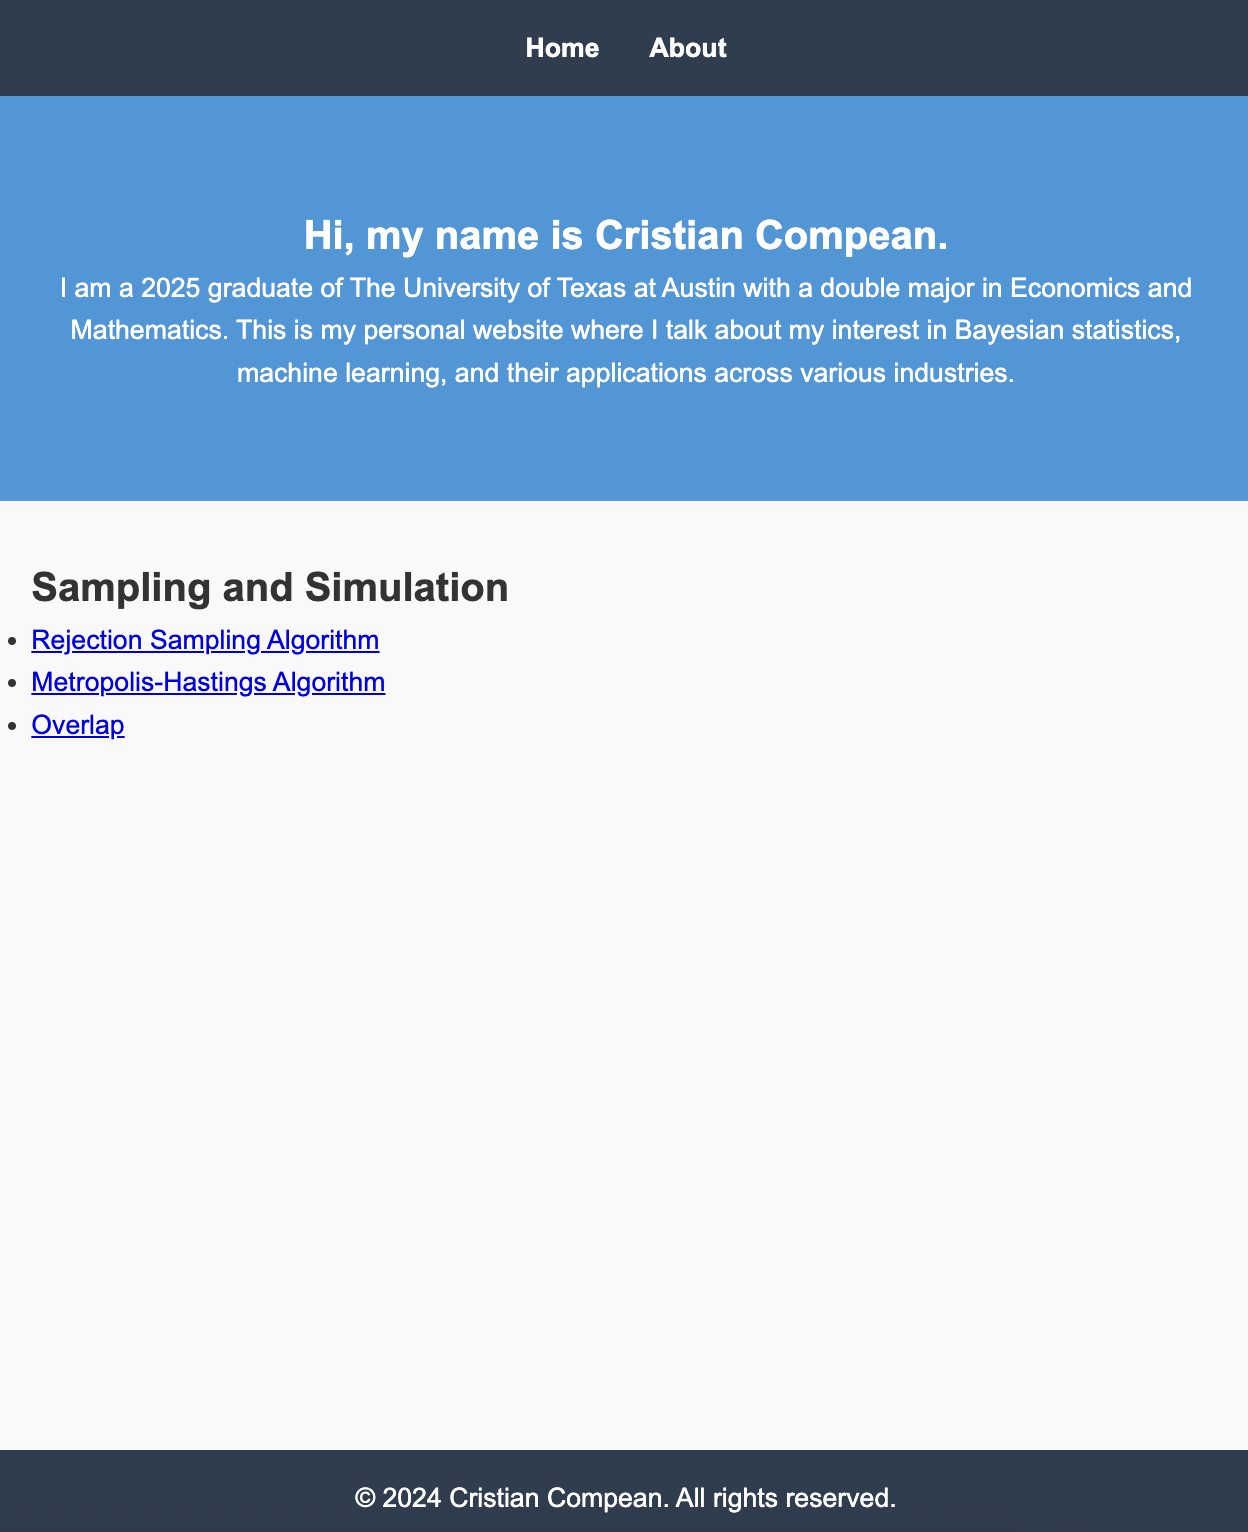 Home About
Hi, my name is Cristian Compean.
I am a 2025 graduate of The University of Texas at Austin with a double major in Economics and
Mathematics. This is my personal website where I talk about my interest in Bayesian statistics,
machine learning, and their applications across various industries.
Sampling and Simulation
Rejection Sampling Algorithm
Metropolis-Hastings Algorithm
Overlap
© 2024 Cristian Compean. All rights reserved.